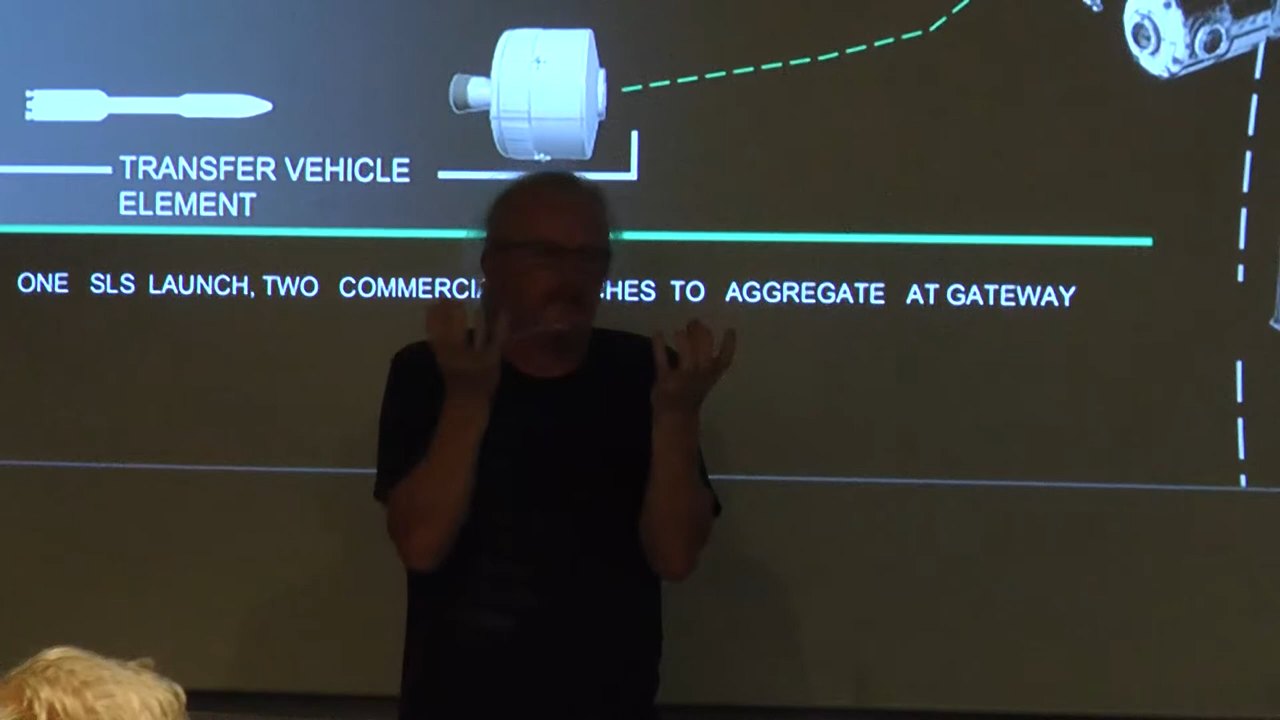 TRANSFER VEHICLE
ELEMENT
ONE SLS LAUNCH, TWO COMMERCI HES TO AGGREGATE AT GATEWAY